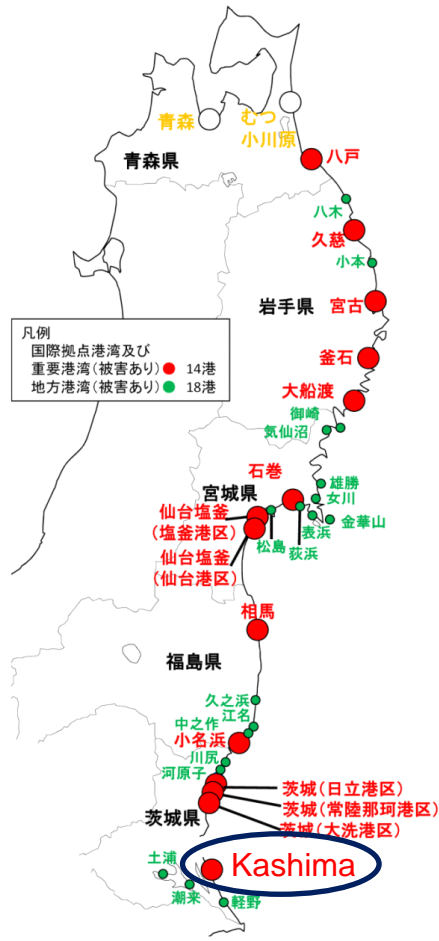 青森
むつ
小川原
青森県
八戸
八木
久慈
小本
岩手県
宮古
凡例
国際拠点港湾及び
重要港湾(被害あり) 14港
地方港湾(被害あり) 18港
釜石
大船渡
御崎
気仙沼
石巻
雄勝
宮城県
女川
仙台塩釜
(塩釜港区)
金華山
表浜
松島
荻浜
仙台塩釜
(仙台港区)
相馬
福島県
久之浜
江名
中之作
小名浜
川尻
河原子
茨城(日立港区)
茨城(常陸那珂港区)
茨城県
茨城(大洗港区)
土浦
Kashima
潮来
軽野